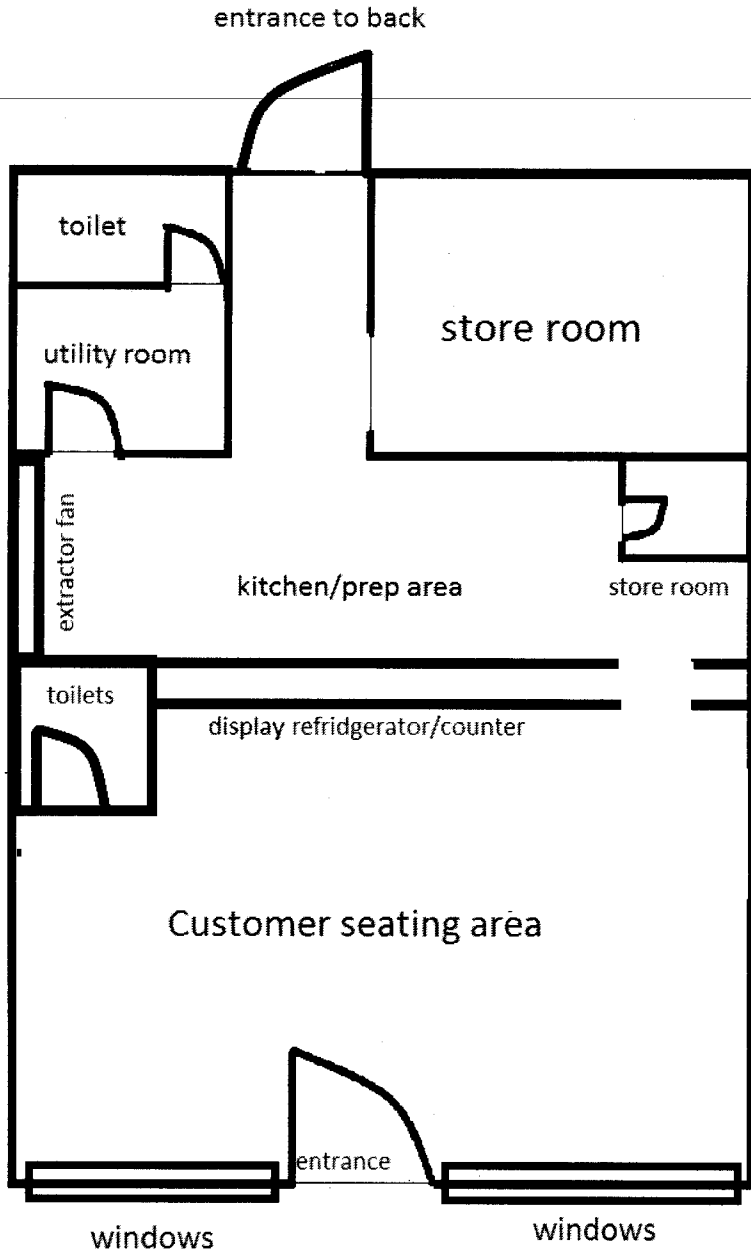 entrance to back
toilet
store room
utility room
extractor fan
kitchen/prep area
store room
toilets
display refridgerator/counter
Customer seating area
entrance
windows
windows